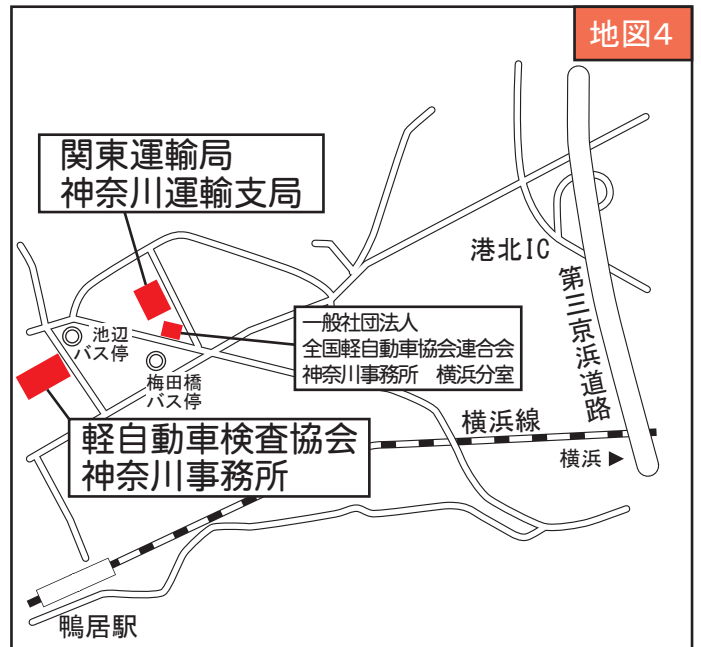 地図4
関東運輸局
神奈川運輸支局
港北IC
第三京浜道路
一般社団法人
全国軽自動車協会連合会
神奈川事務所　横浜分室
池辺
バス停
梅田橋
バス停
軽自動車検査協会
神奈川事務所
横浜線
横浜▶
鴨居駅